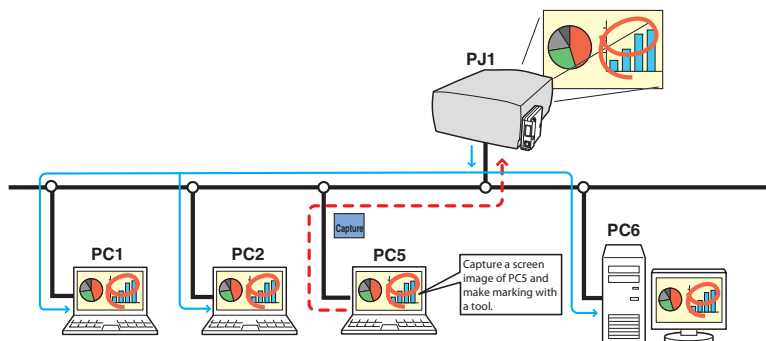 PJ1
Capture
PC1
PC2
PC5
PC6
Capture a screen
image of PC5 and
make marking with
a tool.